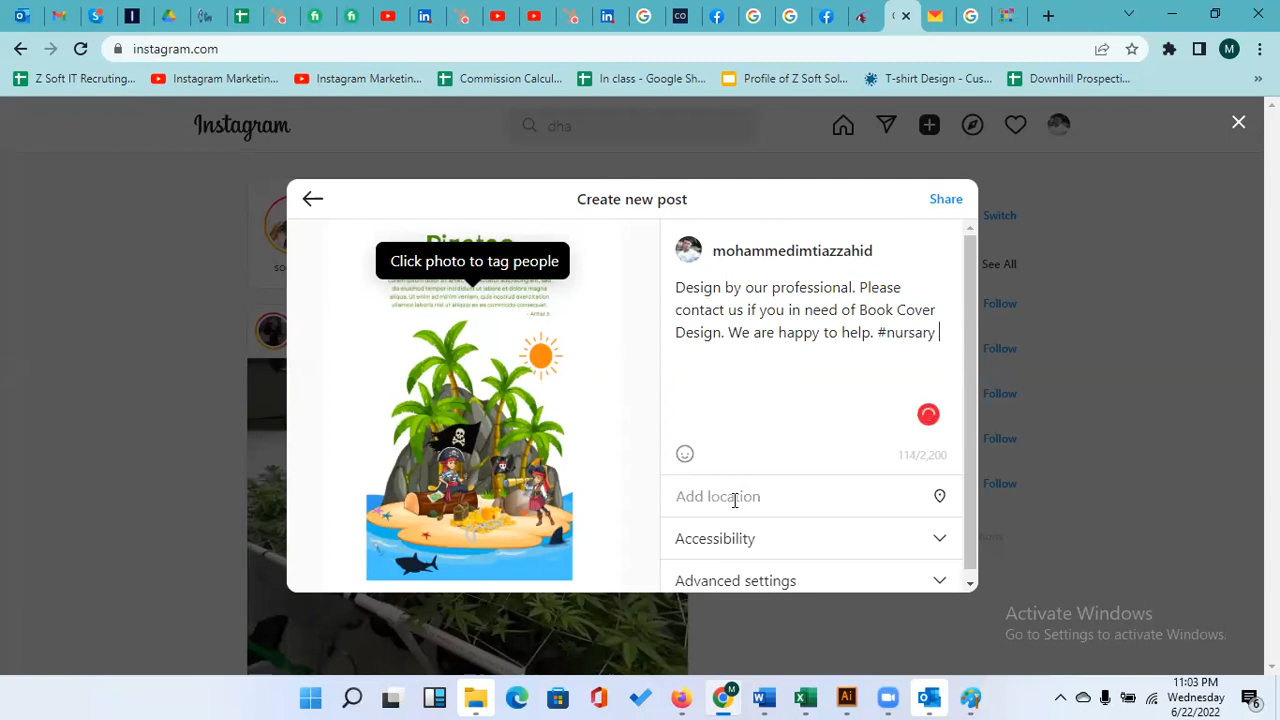 instagram.com
Z Soft IT Recruting...
Instagram Marketin...
Instagram Marketin...
Commission Calcul...
In class - Google Sh...
Profile of Z Soft Sol...
T-shirt Design - Cus...
Downhill Prospecti...
Instagram
dha
Create new post
Share
Switch
Click photo to tag people
mohammedimtiazzahid
See All
Design by our professional. Please
contact us if you in need of Book Cover
Design. We are happy to help. #nursary
Follow
Follow
Follow
Follow
Follow
114/2,200
Add location
Accessibility
Advanced settings
Activate Windows
Go to Settings to activate Windows.
11:03 PM
Wednesday
6/22/2022